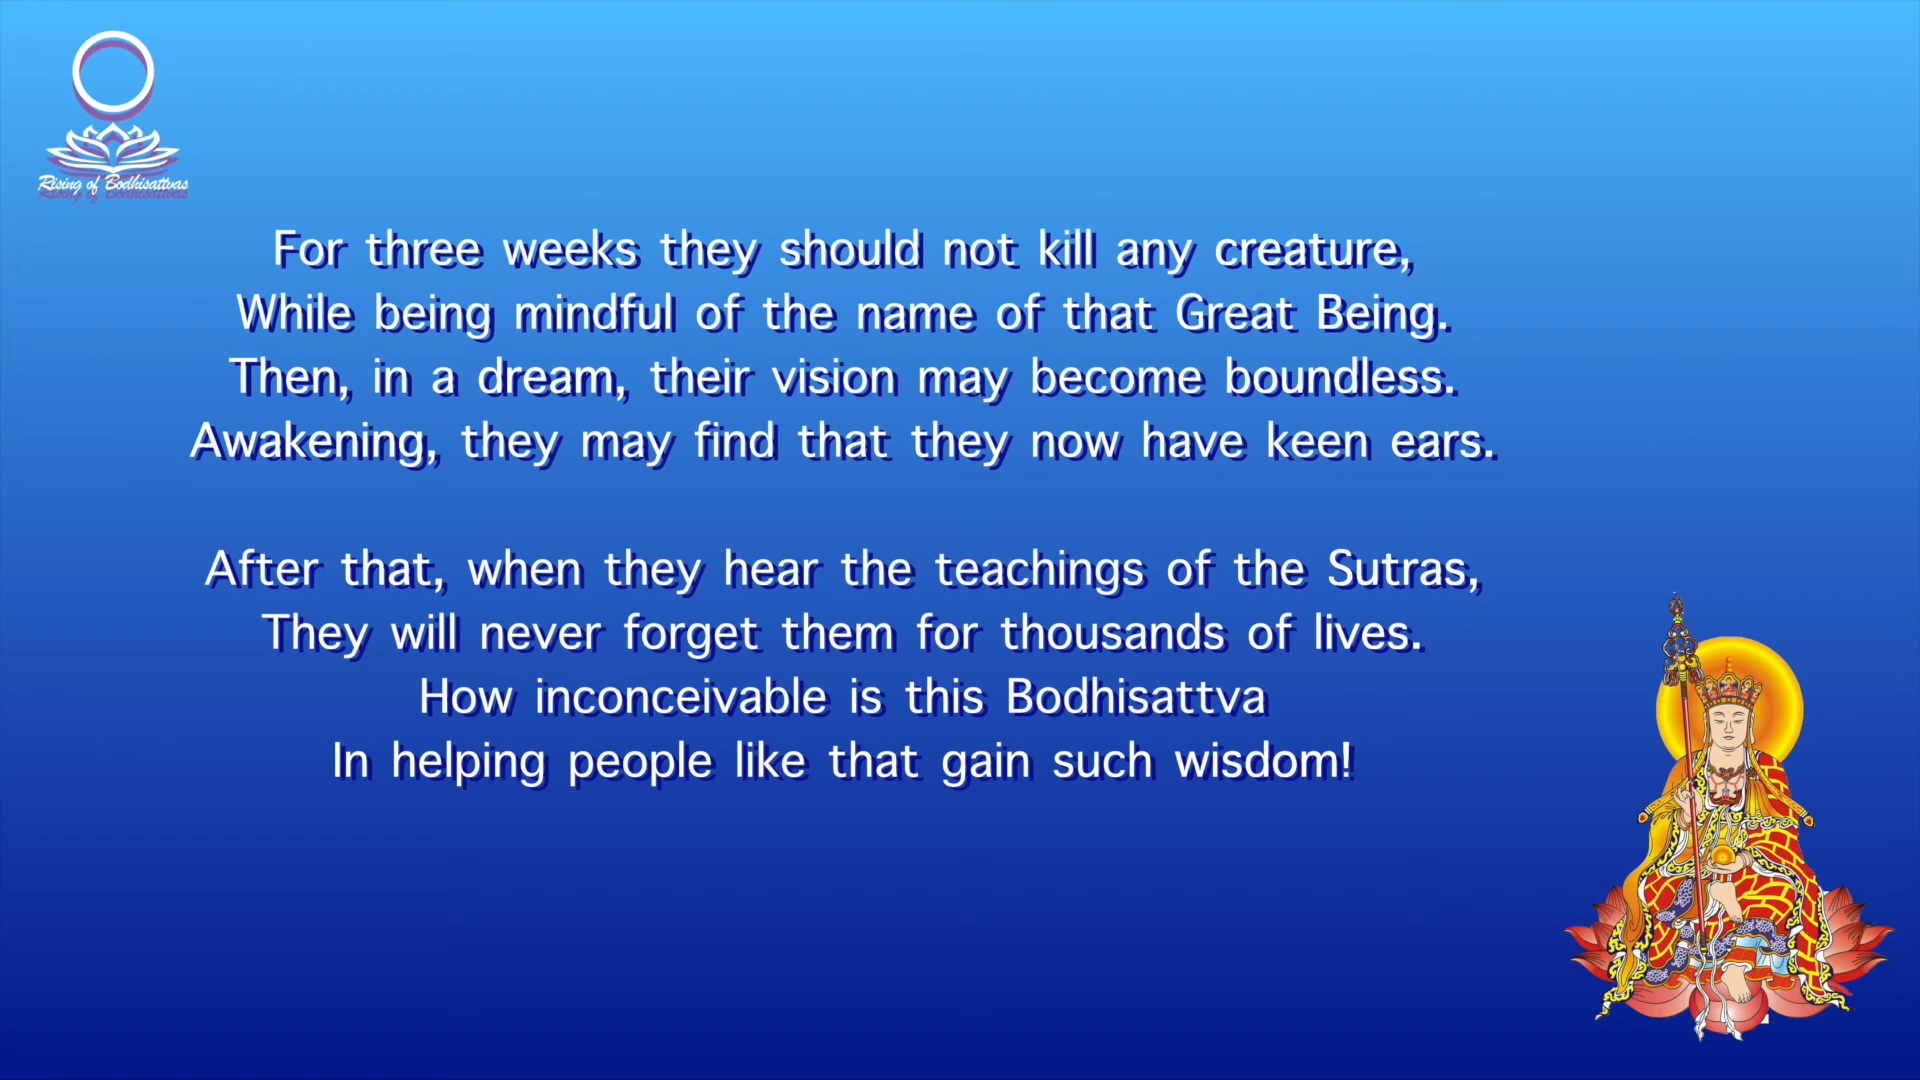 Rising of Bodhisattvas
For three weeks they should not kill any creature,
While being mindful of the name of that Great Being.
Then, in a dream, their vision may become boundless.
Awakening, they may find that they now have keen ears.
After that, when they hear the teachings of the Sutras,
They will never forget them for thousands of lives.
How inconceivable is this Bodhisattva
In helping people like that gain such wisdom!